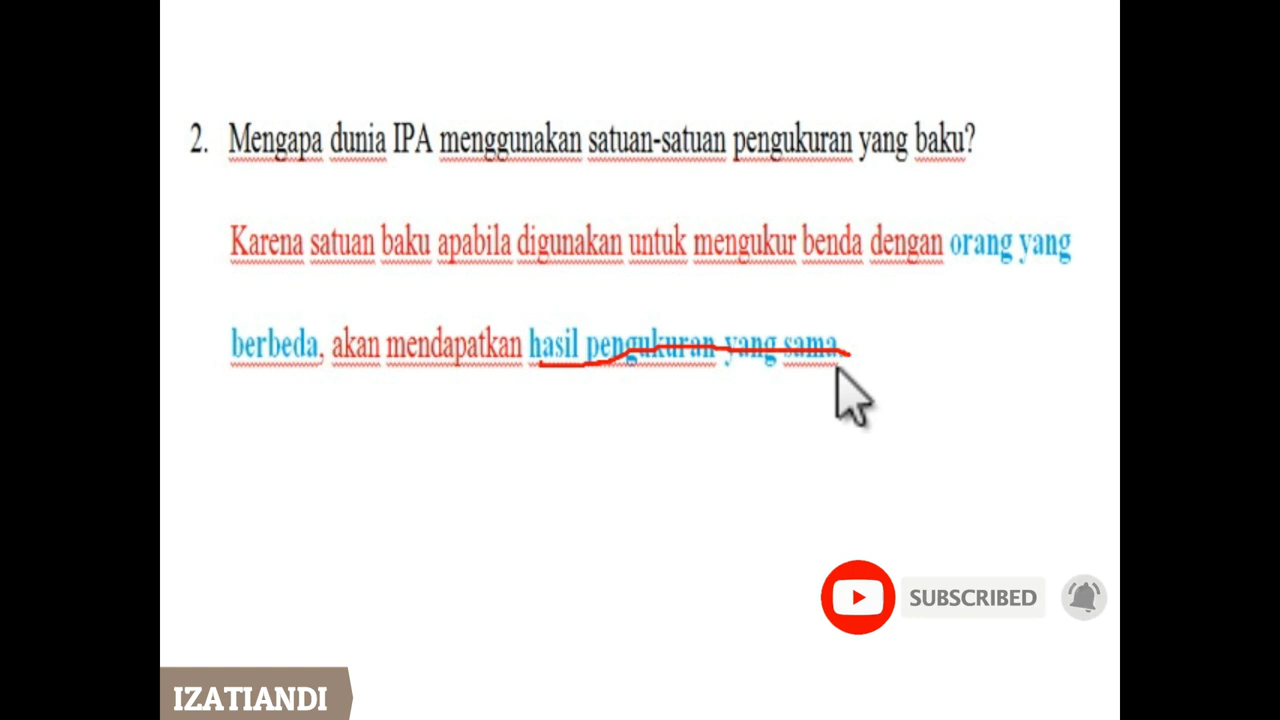 2. Mengapa dunia IPA menggunakan satuan-satuan pengukuran yang baku?
Karena satuan baku apabila digunakan untuk mengukur benda dengan orang yang
berbeda, akan mendapatkan hasil pengukuran yang sama.
SUBSCRIBED
IZATIANDI